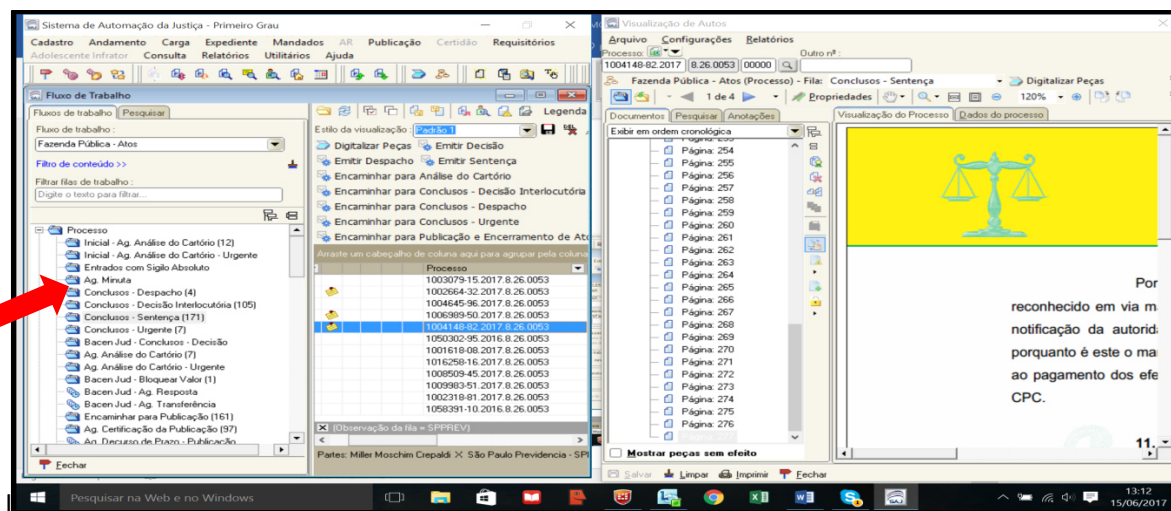 Sistema de Automação da Justiça - Primeiro Grau
Cadastro Andamento Carga Expediente Mandados AR Publicação Certidão Requisitórios
Adolescente Infrator Consulta Relatórios Utilitários Ajuda
Fluxo de Trabalho
Fluxos de trabalho Pesquisar
Fluxo de trabalho :
Fazenda Pública - Atos
Filtro de conteúdo >>
Filtrar filas de trabalho :
Digite o texto para filtrar...
Processo
Inicial - Ag. Análise do Cartório (12)
Inicial - Ag. Análise do Cartório - Urgente
Entrados com Sigilo Absoluto
Ag. Minuta
Conclusos - Despacho (4)
Conclusos - Decisão Interlocutória (105)
Conclusos - Sentença (171)
Conclusos - Urgente (7)
Bacen Jud - Conclusos - Decisão
Ag. Análise do Cartório (7)
Ag. Análise do Cartório - Urgente
Bacen Jud - Bloquear Valor (1)
Bacen Jud - Ag. Resposta
Bacen Jud - Ag. Transferência
Encaminhar para Publicação (161)
Ag. Certificação da Publicação (97)
Ag. Decurso de Prazo - Publicação
Fechar
Legenda
Estilo da visualização : Padrão 1
Digitalizar Peças Emitir Decisão
Emitir Despacho Emitir Sentença
Encaminhar para Análise do Cartório
Encaminhar para Conclusos - Decisão Interlocutória
Encaminhar para Conclusos - Despacho
Encaminhar para Conclusos - Urgente
Encaminhar para Publicação e Encerramento de Ato
Arraste um cabeçalho de coluna aqui para agrupar pela coluna
Processo
1003079-15.2017.8.26.0053
1002664-32.2017.8.26.0053
1004645-96.2017.8.26.0053
1006989-50.2017.8.26.0053
1004148-82.2017.8.26.0053
1050302-95.2016.8.26.0053
1001618-08.2017.8.26.0053
1016258-16.2017.8.26.0053
1008509-45.2017.8.26.0053
1009983-51.2017.8.26.0053
1002318-81.2017.8.26.0053
1058391-10.2016.8.26.0053
(Observação da fila = SPPREV)
Partes: Miller Moschim Crepaldi X São Paulo Previdencia - SP
Visualização de Autos
Arquivo Configurações Relatórios
Processo: Outro nº :
1004148-82.2017 8.26.0053 00000
Fazenda Pública - Atos (Processo) - Fila: Conclusos - Sentença Digitalizar Peças
1 de 4 Propriedades 120%
Documentos Pesquisar Anotações
Exibir em ordem cronológica
Página: 254
Página: 255
Página: 256
Página: 257
Página: 258
Página: 259
Página: 260
Página: 261
Página: 262
Página: 263
Página: 264
Página: 265
Página: 266
Página: 267
Página: 268
Página: 269
Página: 270
Página: 271
Página: 272
Página: 273
Página: 274
Página: 275
Página: 276
Página: 277
Mostrar peças sem efeito
Salvar Limpar Imprimir Fechar
Visualização do Processo Dados do processo
Por
reconhecido em via m
notificação da autorid
porquanto é este o ma
ao pagamento dos efe
CPC.
11.
Pesquisar na Web e no Windows
13:12
15/06/2017